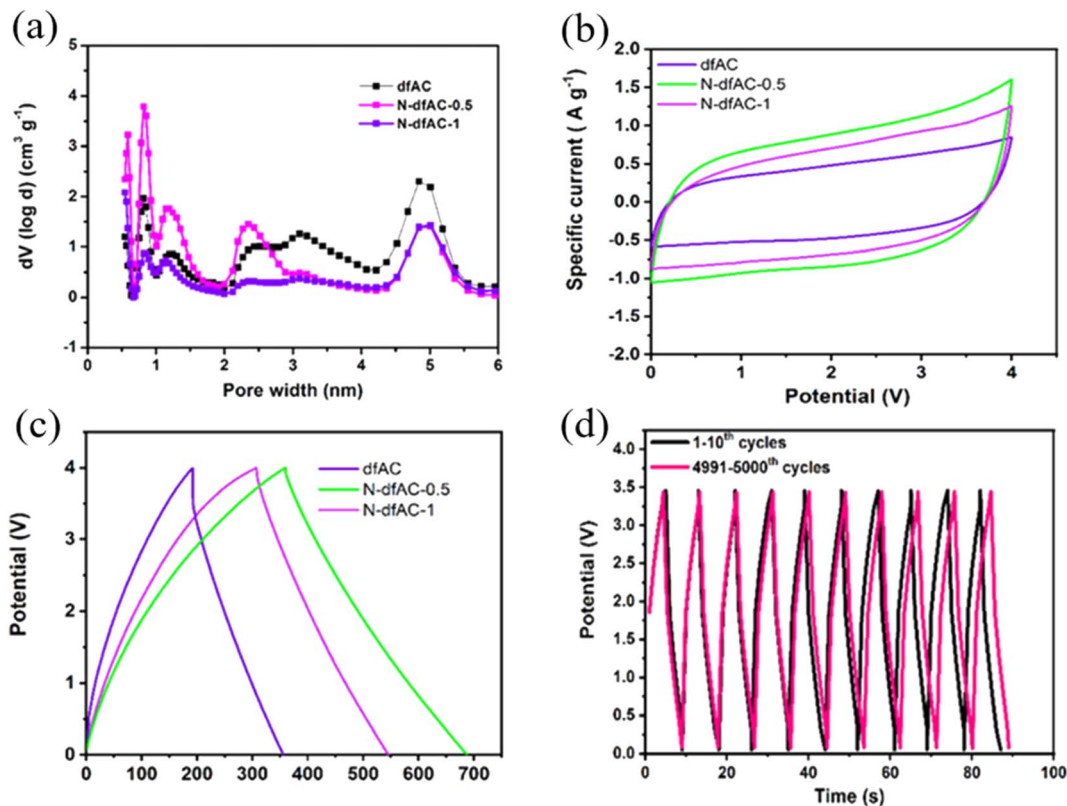 (a)
dV (log d) (cm³ g⁻¹)
5
4
3
2
1
0
-1
dfAC
N-dfAC-0.5
N-dfAC-1
0 1 2 3 4 5 6
Pore width (nm)
(b)
Specific current ( A g⁻¹)
2.0
1.5
1.0
0.5
0.0
-0.5
-1.0
-1.5
-2.0
dfAC
N-dfAC-0.5
N-dfAC-1
0 1 2 3 4
Potential (V)
(c)
Potential (V)
4
3
2
1
0
dfAC
N-dfAC-0.5
N-dfAC-1
0 100 200 300 400 500 600 700
(d)
Potential (V)
4.0
3.5
3.0
2.5
2.0
1.5
1.0
0.5
0.0
1-10th cycles
4991-5000th cycles
0 20 40 60 80 100
Time (s)